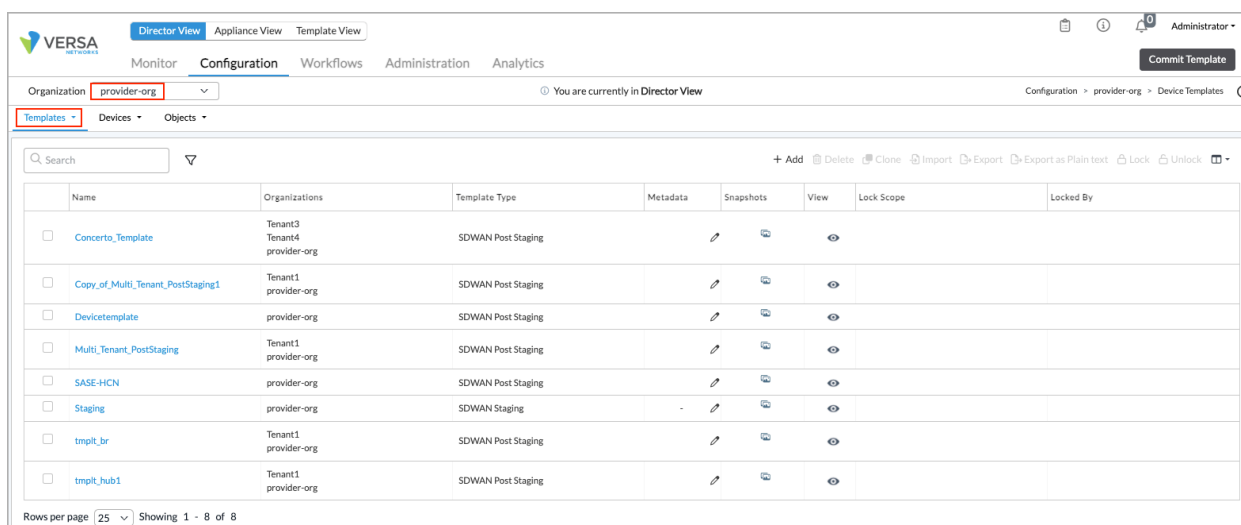 VERSA
NETWORKS
Director View Appliance View Template View
0
Administrator
Monitor Configuration Workflows Administration Analytics
Commit Template
Organization provider-org
You are currently in Director View
Configuration > provider-org > Device Templates
Templates Devices Objects
Search
+ Add Delete Clone Import Export Export as Plain text Lock Unlock
Name Organizations Template Type Metadata Snapshots View Lock Scope Locked By
Tenant3
Concerto_Template Tenant4 SDWAN Post Staging
provider-org
Tenant1
Copy_of_Multi_Tenant_PostStaging1 SDWAN Post Staging
provider-org
Devicetemplate provider-org SDWAN Post Staging
Tenant1
Multi_Tenant_PostStaging SDWAN Post Staging
provider-org
SASE-HCN provider-org SDWAN Post Staging
Staging provider-org SDWAN Staging -
Tenant1
tmplt_br SDWAN Post Staging
provider-org
Tenant1
tmplt_hub1 SDWAN Post Staging
provider-org
Rows per page 25 Showing 1 - 8 of 8